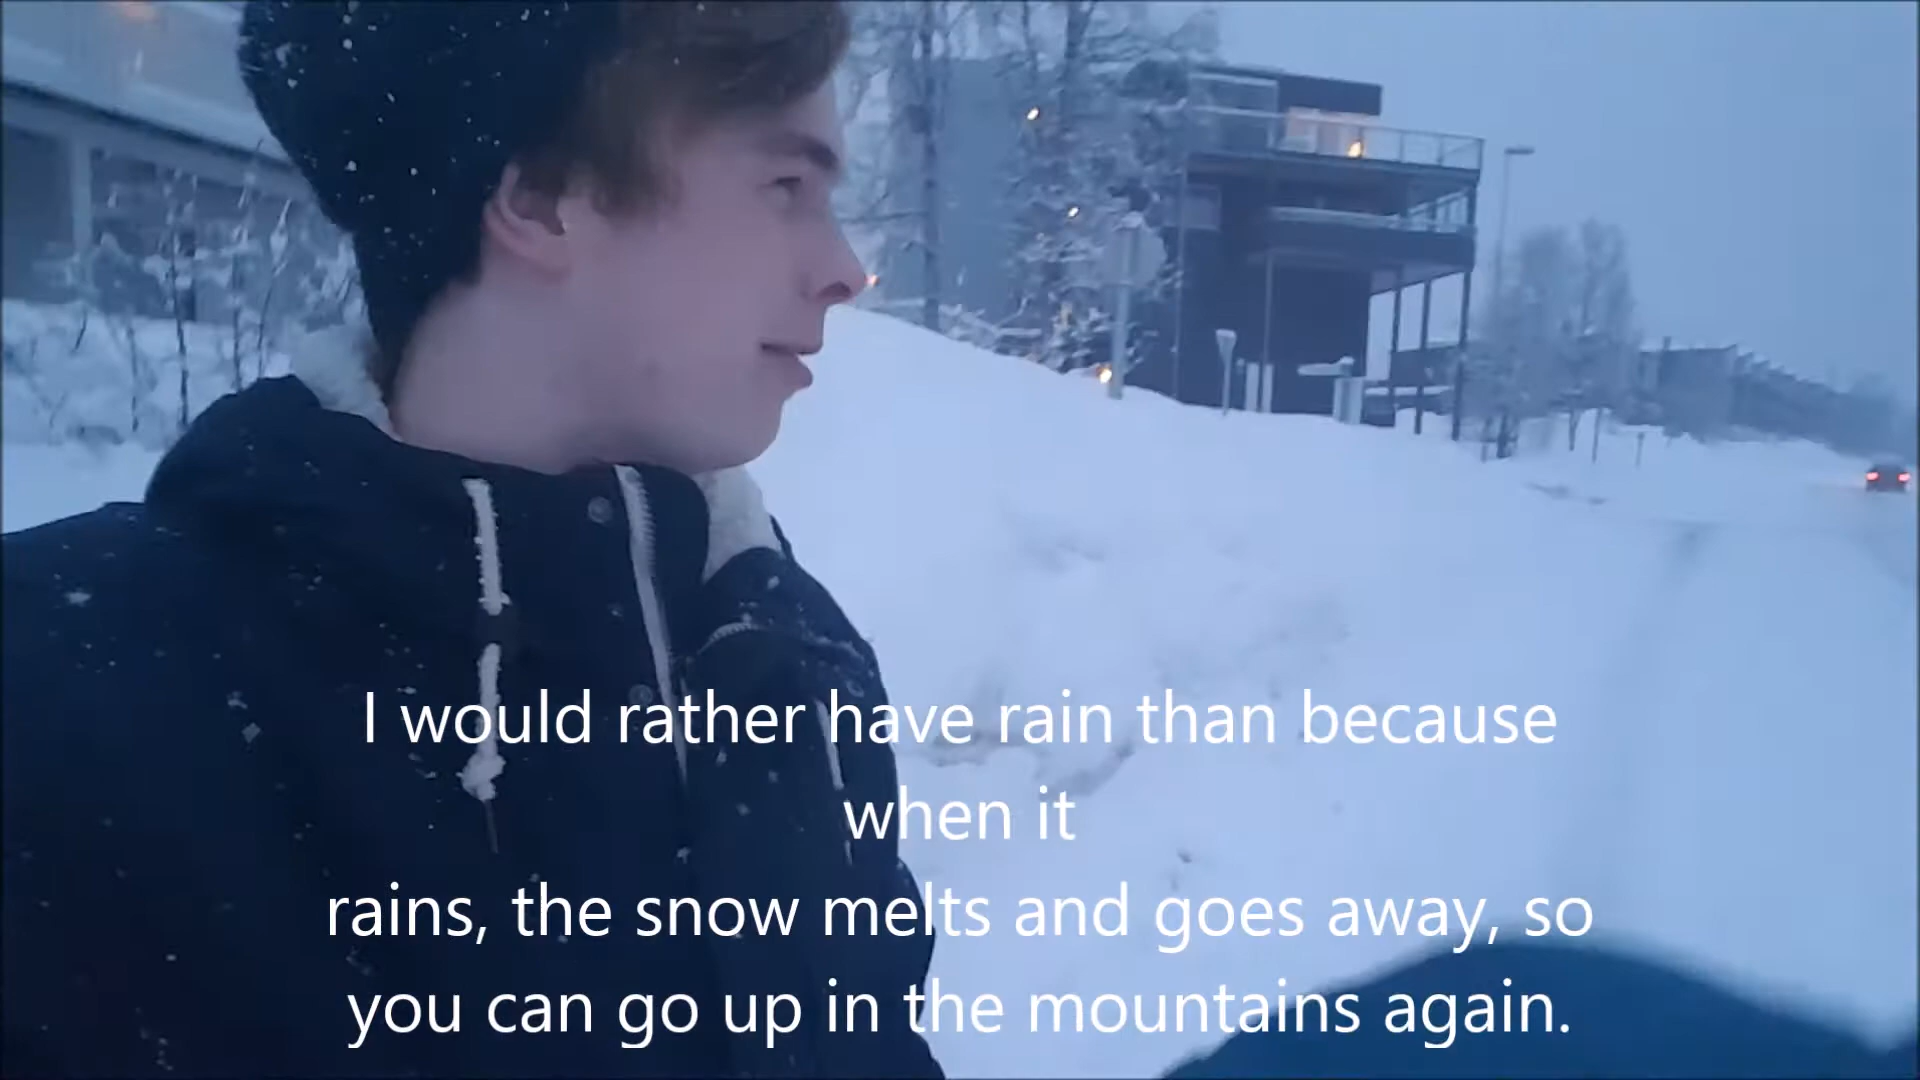 I would rather have rain than because
when it
rains, the snow melts and goes away, so
you can go up in the mountains again.